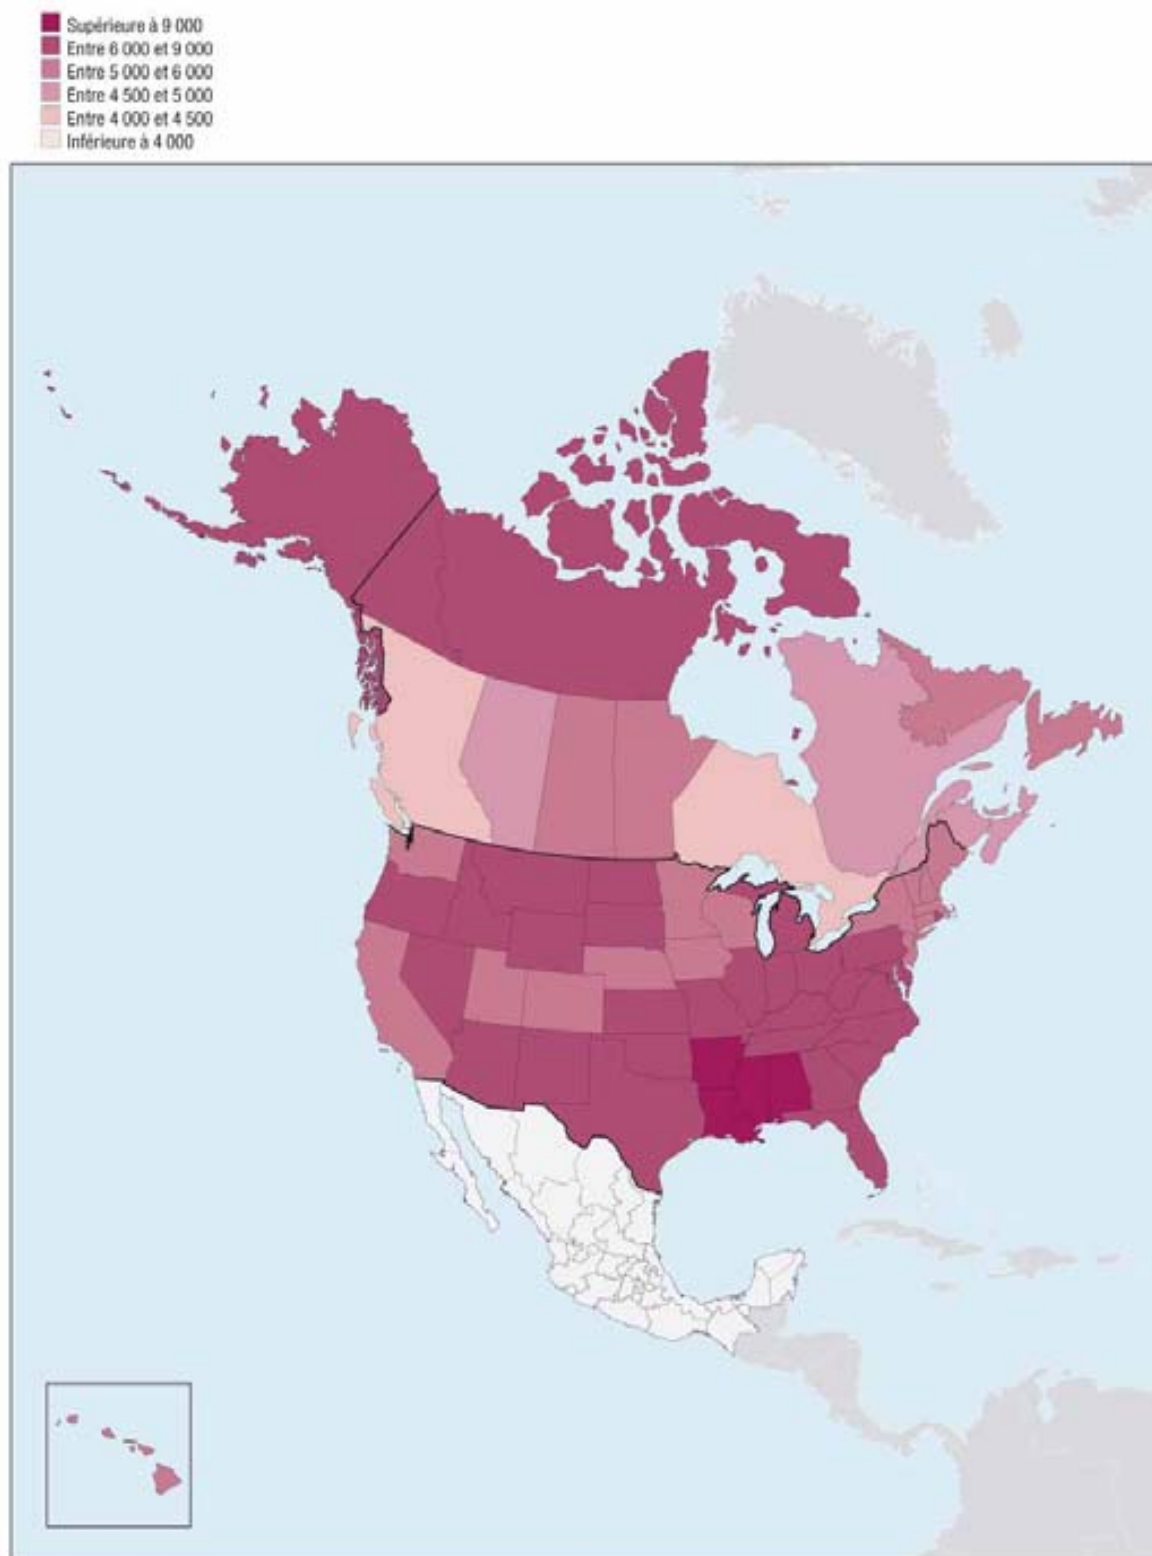 Supérieure à 9 000
Entre 6 000 et 9 000
Entre 5 000 et 6 000
Entre 4 500 et 5 000
Entre 4 000 et 4 500
Inférieure à 4 000